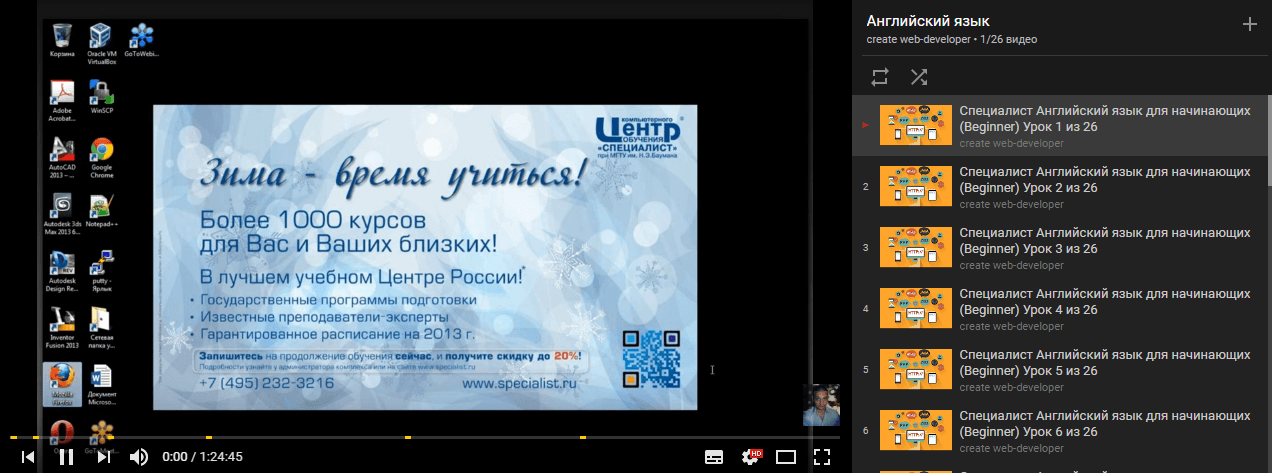 Корзина
Oracle VM
VirtualBox
GoToWebi...
Adobe
Acrobat...
WinSCP
AutoCAD
2013 – ...
Google
Chrome
Autodesk 3ds
Max 2013 6...
Notepad++
Autodesk
Design Re...
putty -
Ярлык
Inventor
Fusion 2013
Сетевая
папка у...
Mozilla
Firefox
Документ
Microso...
компьютерного
Центр
ОБУЧЕНИЯ
«СПЕЦИАЛИСТ»
при МГТУ им. Н.Э.Баумана
Зима - время учиться!
Более 1000 курсов
для Вас и Ваших близких!
В лучшем учебном Центре России!*
• Государственные программы подготовки
• Известные преподаватели-эксперты
• Гарантированное расписание на 2013 г.
Запишитесь на продолжение обучения сейчас, и получите скидку до 20%!
Подробности узнайте у администратора комплекса или на сайте www.specialist.ru
+7 (495) 232-3216
www.specialist.ru
0:00 / 1:24:45
HD
Английский язык
create web-developer • 1/26 видео
Специалист Английский язык для начинающих
(Beginner) Урок 1 из 26
create web-developer
2
Специалист Английский язык для начинающих
(Beginner) Урок 2 из 26
create web-developer
3
Специалист Английский язык для начинающих
(Beginner) Урок 3 из 26
create web-developer
4
Специалист Английский язык для начинающих
(Beginner) Урок 4 из 26
create web-developer
5
Специалист Английский язык для начинающих
(Beginner) Урок 5 из 26
create web-developer
6
Специалист Английский язык для начинающих
(Beginner) Урок 6 из 26
create web-developer